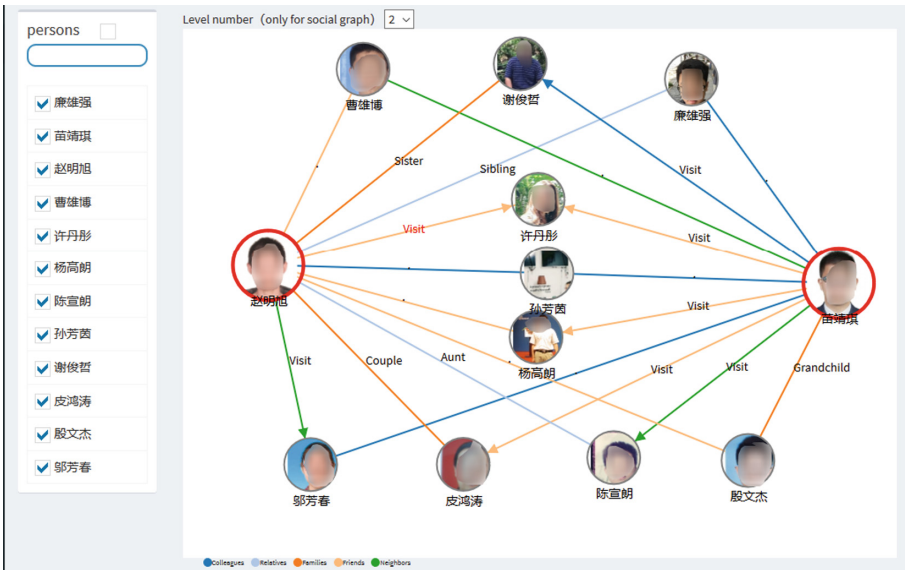 Level number（only for social graph） 2
persons
廉雄强
苗靖琪
赵明旭
曹雄博
许丹彤
杨高朗
陈宣朗
孙芳茵
谢俊哲
皮鸿涛
殷文杰
邬芳春
曹雄博
谢俊哲
廉雄强
Sister
Sibling
Visit
许丹彤
Visit
Visit
赵明旭
孙芳茵
Visit
苗靖琪
杨高朗
Visit
Couple
Aunt
Visit
Visit
Grandchild
邬芳春
皮鸿涛
陈宣朗
殷文杰
Colleagues Relatives Families Friends Neighbors